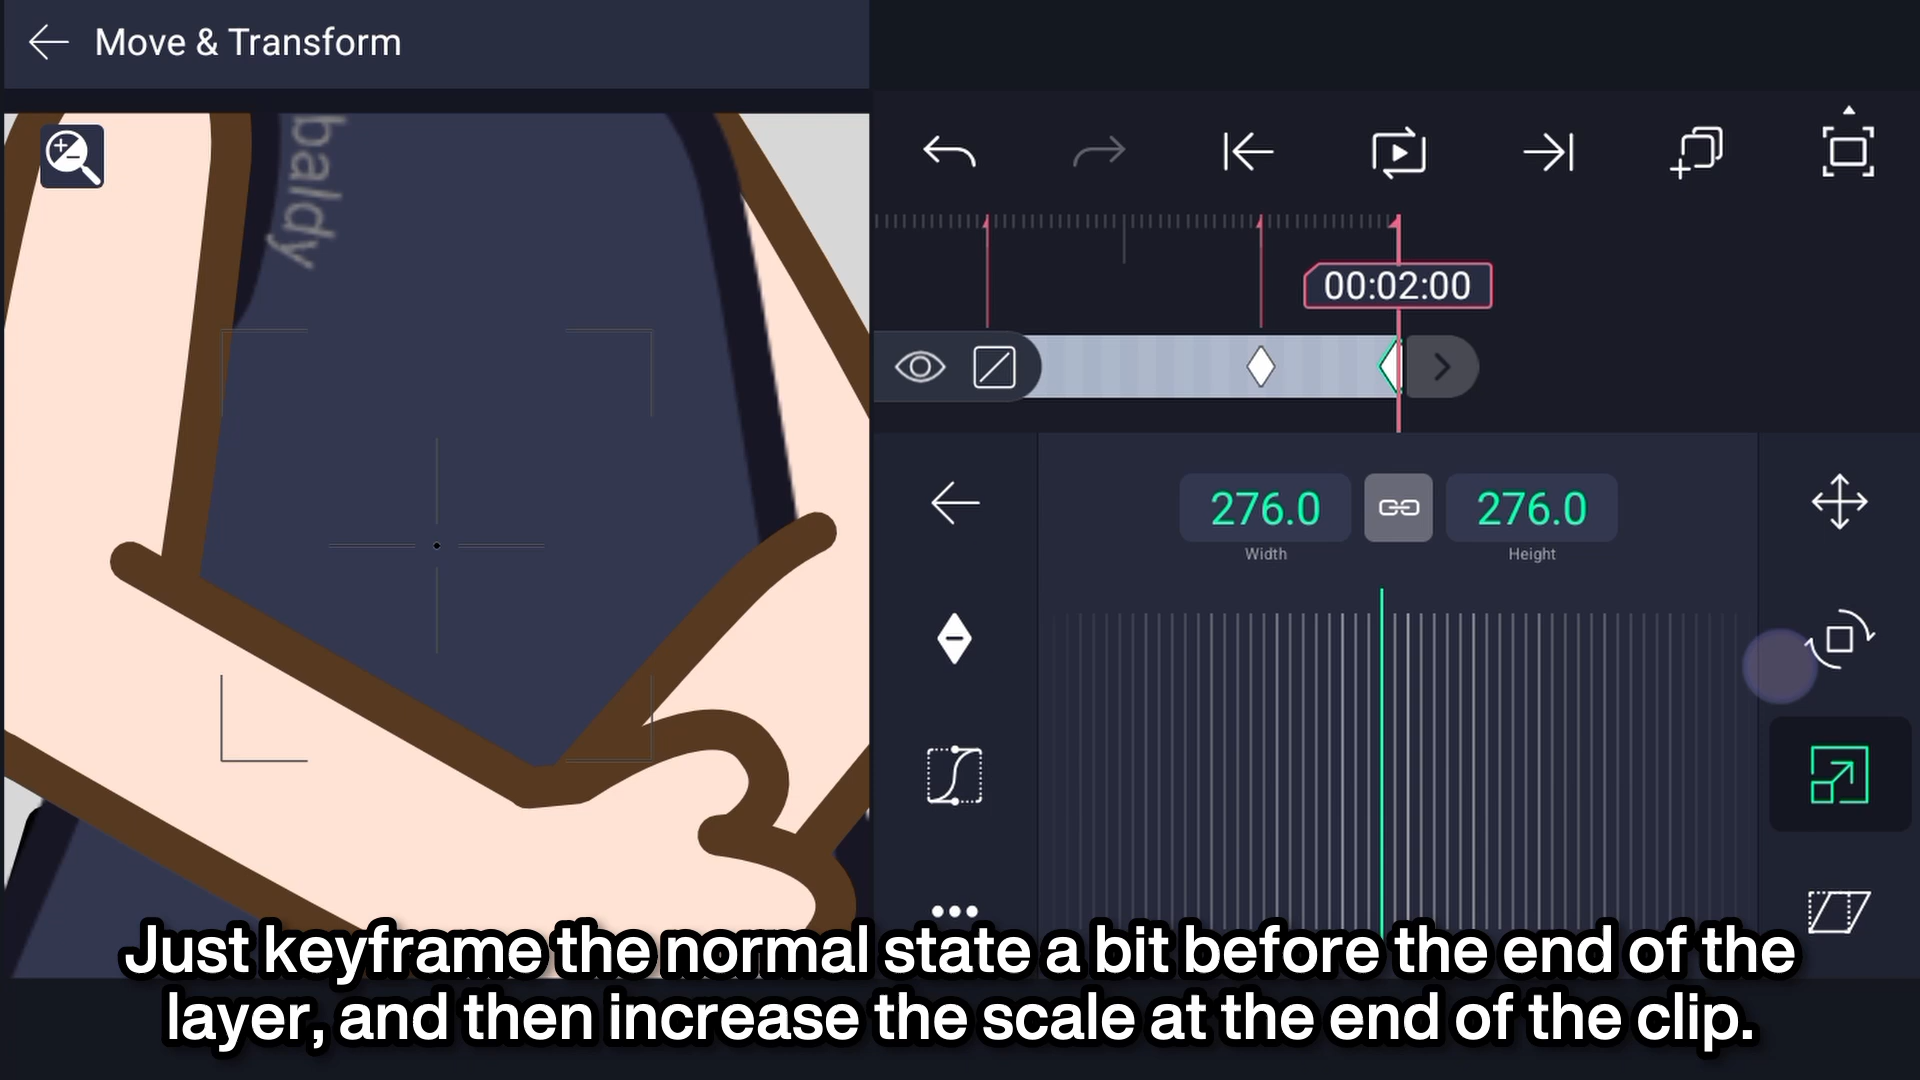 Move & Transform
baldy
00:02:00
276.0
276.0
Width
Height
Just keyframe the normal state a bit before the end of the
layer, and then increase the scale at the end of the clip.